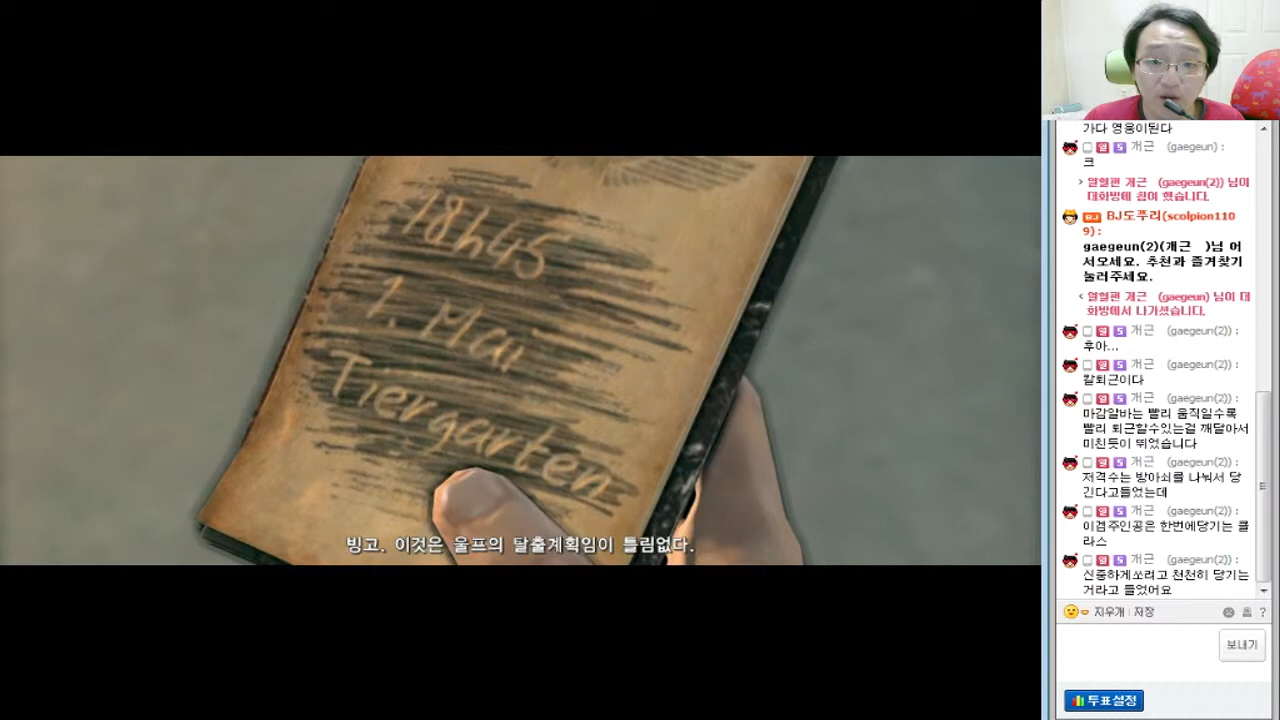 18h45
1. Mai
Tiergarten
빙고. 이것은 울프의 탈출계획임이 틀림없다.
가다 영웅이된다
열 S 개근 (gaegeun) :
크
열혈팬 개근 (gaegeun(2)) 님이
대화방에 참여 했습니다.
BJ BJ도푸리(scolpion110
9) :
gaegeun(2)(개근 )님 어
서오세요. 추천과 즐겨찾기
눌러주세요.
열혈팬 개근 (gaegeun) 님이 대
화방에서 나가셨습니다.
열 S 개근 (gaegeun(2)) :
후아...
열 S 개근 (gaegeun(2)) :
칼퇴근이다
열 S 개근 (gaegeun(2)) :
마감알바는 빨리 움직일수록
빨리 퇴근할수있는걸 깨달아서
미친듯이 뛰었습니다
열 S 개근 (gaegeun(2)) :
저격수는 방아쇠를 나눠서 당
긴다고들었는데
열 S 개근 (gaegeun(2)) :
이겜주인공은 한번에당기는 클
라스
열 S 개근 (gaegeun(2)) :
신중하게쏘려고 천천히 당기는
거라고 들었어요
지우개 저장 ?
보내기
투표설정